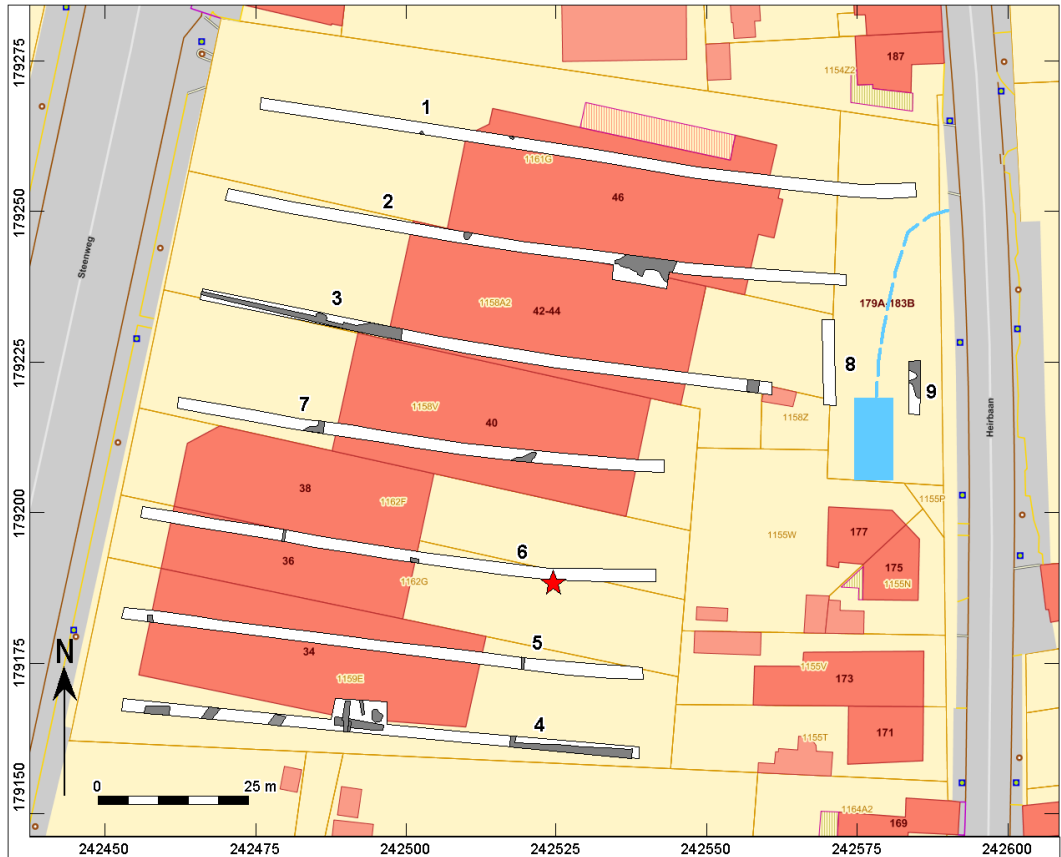 179275
179250
179225
179200
179175
179150
242450
242475
242500
242525
242550
242575
242600
Steenweg
Heirbaan
1
2
3
7
6
5
4
8
9
187
1154Z2
1161G
46
1158A2
42-44
179A-183B
1158V
40
1158Z
38
1162F
36
1162G
34
1159E
1155W
1155P
177
175
1155N
1155V
173
1155T
171
1164A2
169
N
0
25 m